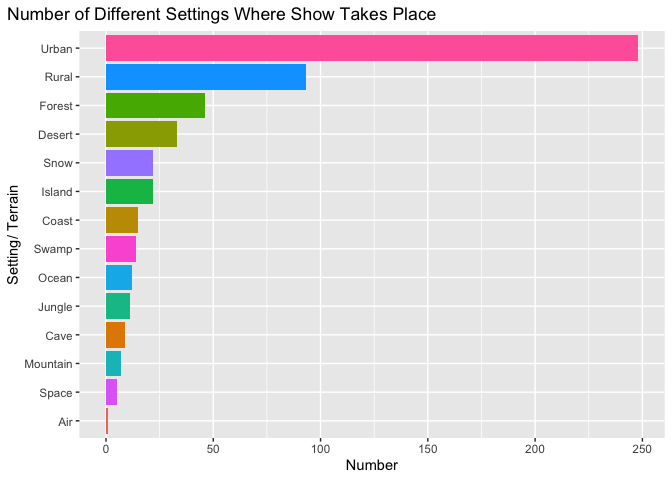 Number of Different Settings Where Show Takes Place
Urban
Rural
Forest
Desert
Snow
Island
Coast
Swamp
Ocean
Jungle
Cave
Mountain
Space
Air
Setting/ Terrain
0 50 100 150 200 250
Number